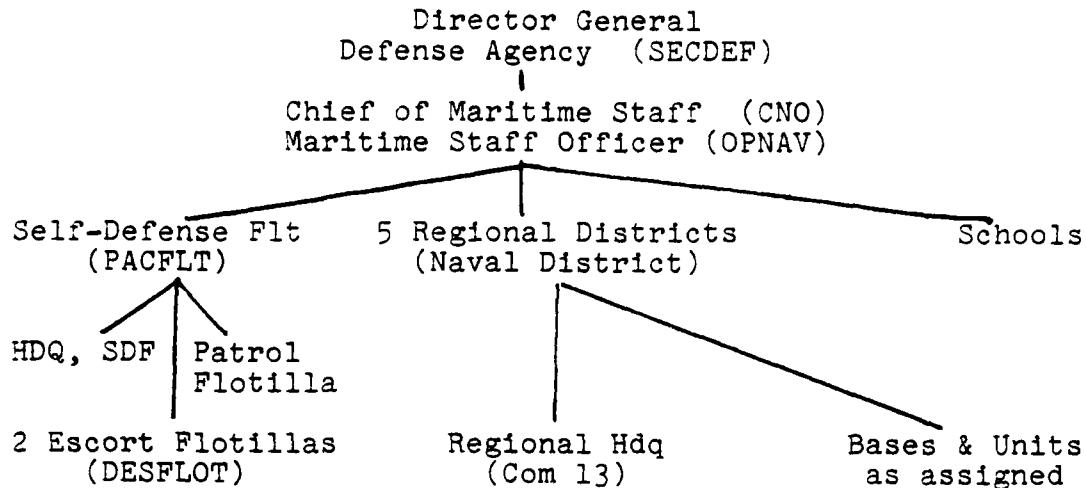 Director General
Defense Agency (SECDEF)
Chief of Maritime Staff (CNO)
Maritime Staff Officer (OPNAV)
Self-Defense Flt
(PACFLT)
5 Regional Districts
(Naval District)
Schools
HDQ, SDF
Patrol
Flotilla
2 Escort Flotillas
(DESFLOT)
Regional Hdq
(Com 13)
Bases & Units
as assigned